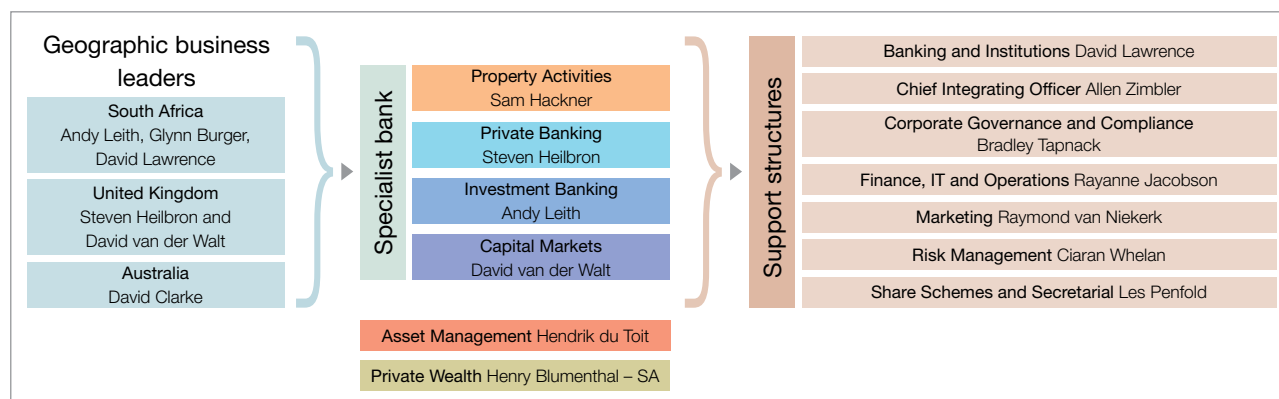 Geographic business
leaders
South Africa
Andy Leith, Glynn Burger,
David Lawrence
United Kingdom
Steven Heilbron and
David van der Walt
Australia
David Clarke
Specialist bank
Property Activities
Sam Hackner
Private Banking
Steven Heilbron
Investment Banking
Andy Leith
Capital Markets
David van der Walt
Asset Management Hendrik du Toit
Private Wealth Henry Blumenthal – SA
Support structures
Banking and Institutions David Lawrence
Chief Integrating Officer Allen Zimbler
Corporate Governance and Compliance
Bradley Tapnack
Finance, IT and Operations Rayanne Jacobson
Marketing Raymond van Niekerk
Risk Management Ciaran Whelan
Share Schemes and Secretarial Les Penfold